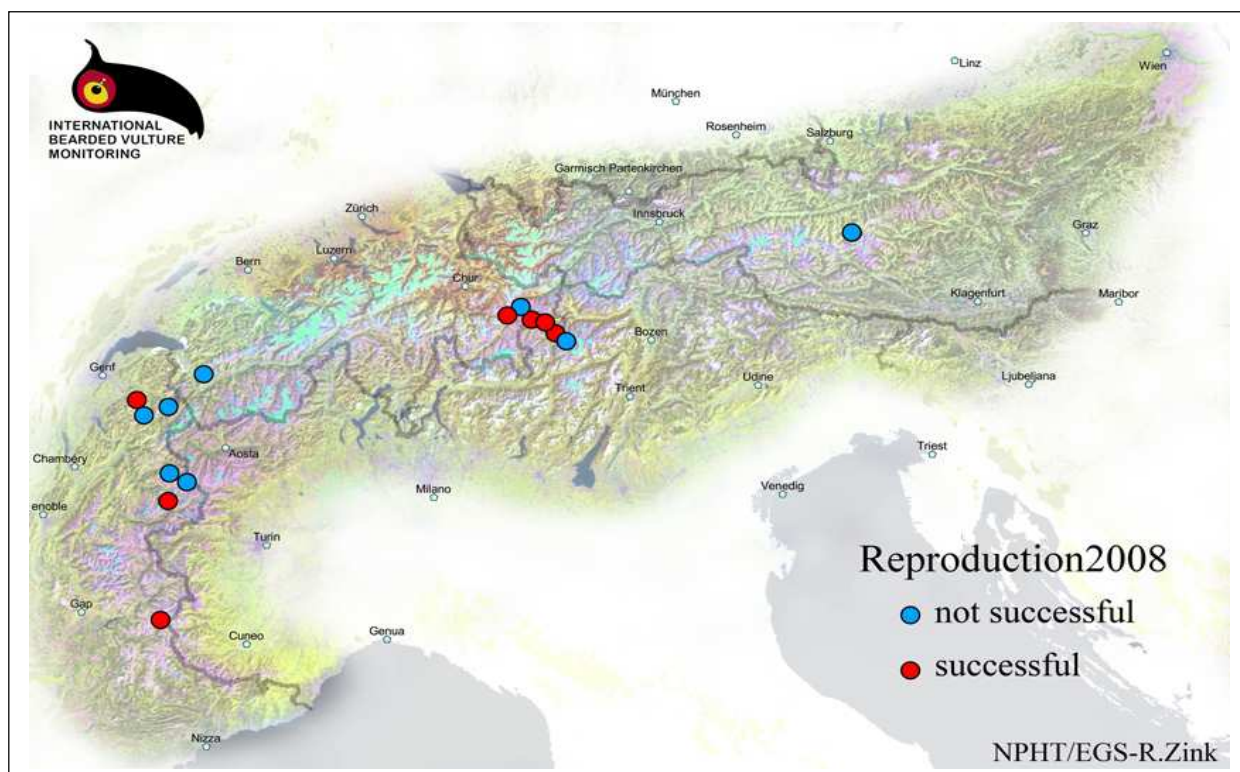 INTERNATIONAL
BEARDED VULTURE
MONITORING
Linz
Wien
München
Rosenheim
Salzburg
Garmisch Partenkirchen
Zürich
Innsbruck
Graz
Luzern
Bern
Chur
Klagenfurt
Maribor
Bozen
Genf
Ljubeljana
Udine
Trient
Aosta
Triest
Chambéry
Milano
Venedig
enoble
Turin
Reproduction2008
Gap
not successful
Genua
Cuneo
successful
Nizza
NPHT/EGS-R.Zink